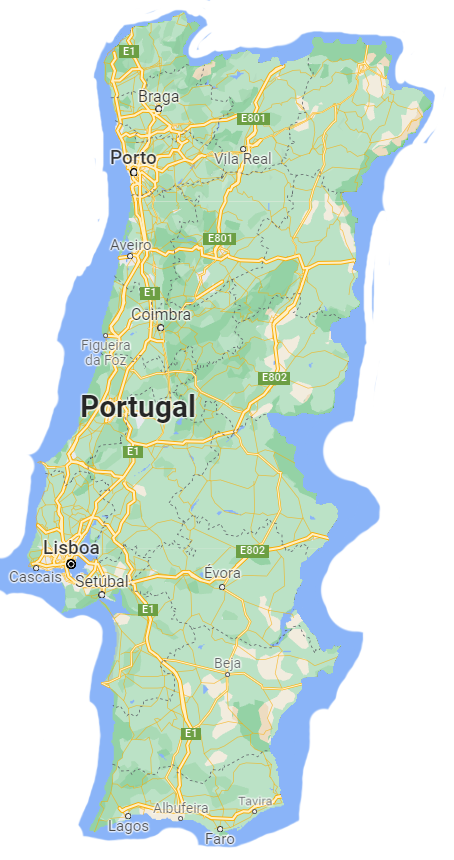 E1
Braga
E801
Porto
Vila Real
E801
Aveiro
E1
Coimbra
Figueira
da Foz
E802
Portugal
E1
Lisboa
E802
Cascais
Setúbal
Évora
E1
Beja
E1
Albufeira
Tavira
Lagos
Faro